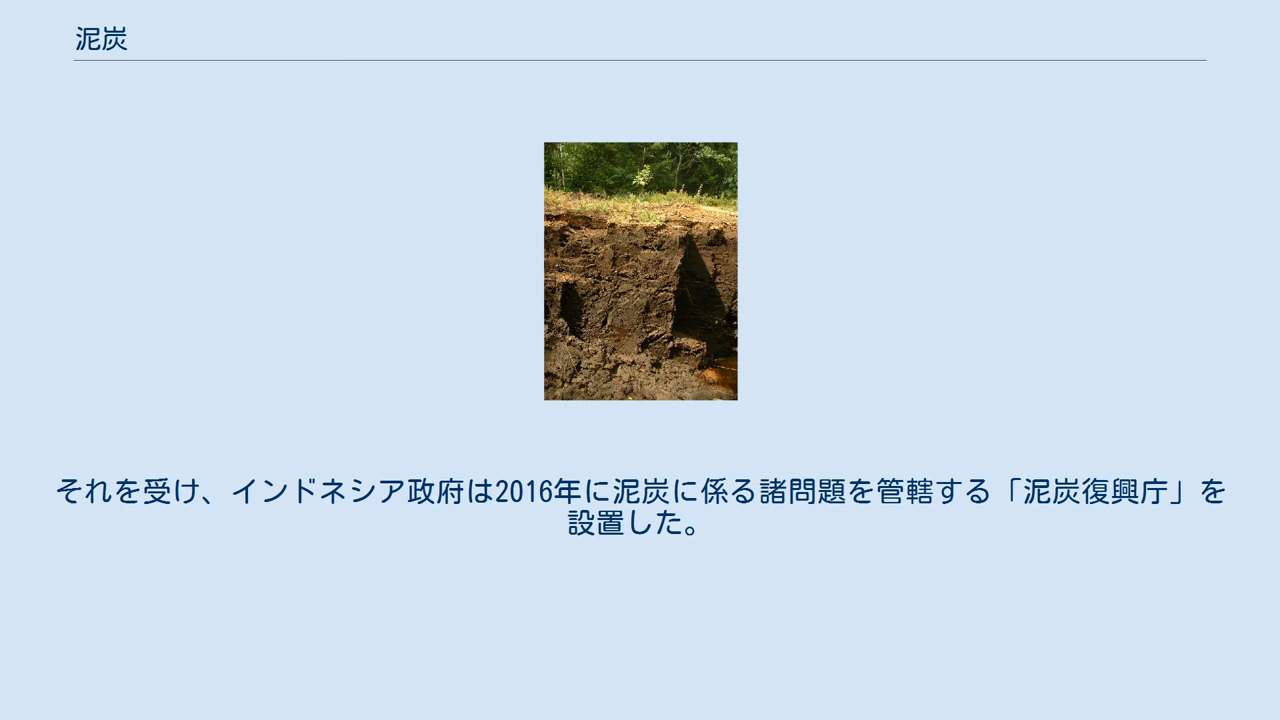 泥炭
それを受け、インドネシア政府は2016年に泥炭に係る諸問題を管轄する「泥炭復興庁」を
設置した。